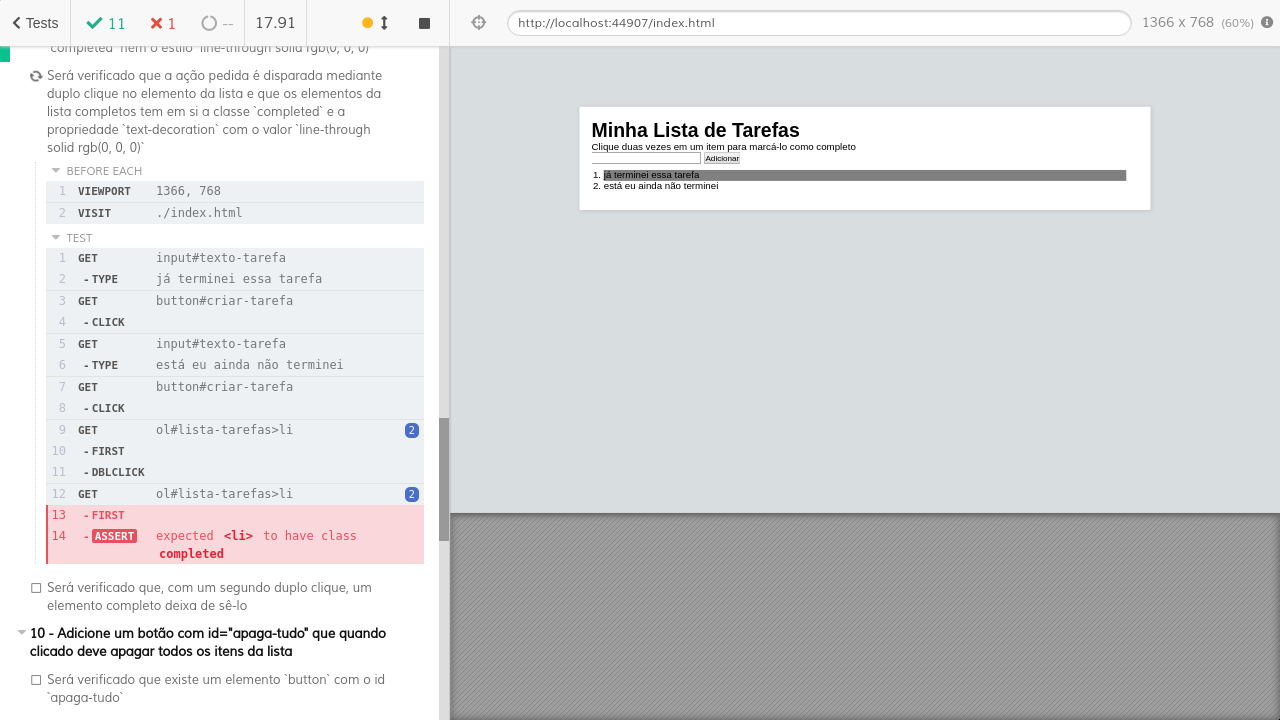 Tests
11
1
--
17.91
http://localhost:44907/index.html
1366 x 768 (60%)
`completed` nem o estilo `line-through solid rgb(0, 0, 0)`
Será verificado que a ação pedida é disparada mediante
duplo clique no elemento da lista e que os elementos da
lista completos tem em si a classe `completed` e a
propriedade `text-decoration` com o valor `line-through
solid rgb(0, 0, 0)`
BEFORE EACH
1 VIEWPORT 1366, 768
2 VISIT ./index.html
TEST
1 GET input#texto-tarefa
2 -TYPE já terminei essa tarefa
3 GET button#criar-tarefa
4 -CLICK
5 GET input#texto-tarefa
6 -TYPE está eu ainda não terminei
7 GET button#criar-tarefa
8 -CLICK
9 GET ol#lista-tarefas>li 2
10 -FIRST
11 -DBLCLICK
12 GET ol#lista-tarefas>li 2
13 -FIRST
14 -ASSERT expected <li> to have class
completed
Será verificado que, com um segundo duplo clique, um
elemento completo deixa de sê-lo
10 - Adicione um botão com id="apaga-tudo" que quando
clicado deve apagar todos os itens da lista
Será verificado que existe um elemento `button` com o id
`apaga-tudo`
Minha Lista de Tarefas
Clique duas vezes em um item para marcá-lo como completo
Adicionar
1. já terminei essa tarefa
2. está eu ainda não terminei